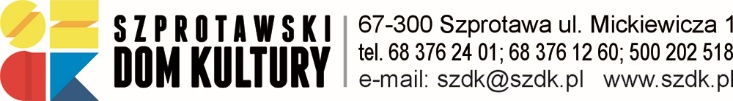 SZPROTAWSKI
DOM KULTURY
67-300 Szprotawa ul. Mickiewicza 1
tel. 68 376 24 01; 68 376 12 60; 500 202 518
e-mail: szdk@szdk.pl www.szdk.pl